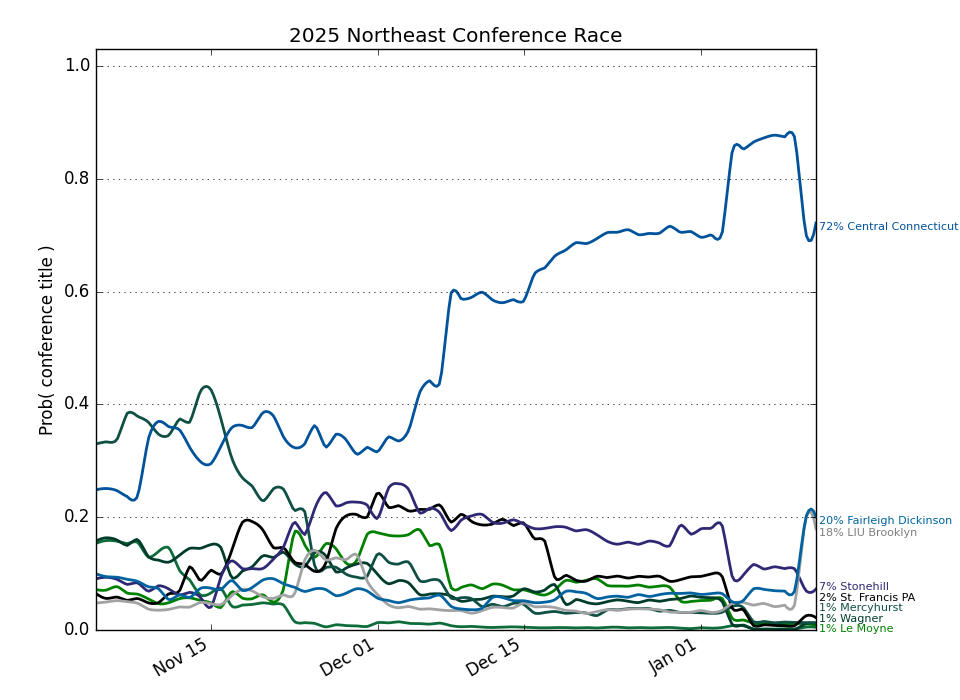 2025 Northeast Conference Race
1.0
0.8
0.6
0.4
0.2
0.0
Prob( conference title )
Nov 15
Dec 01
Dec 15
Jan 01
72% Central Connecticut
20% Fairleigh Dickinson
18% LIU Brooklyn
7% Stonehill
2% St. Francis PA
1% Mercyhurst
1% Wagner
1% Le Moyne